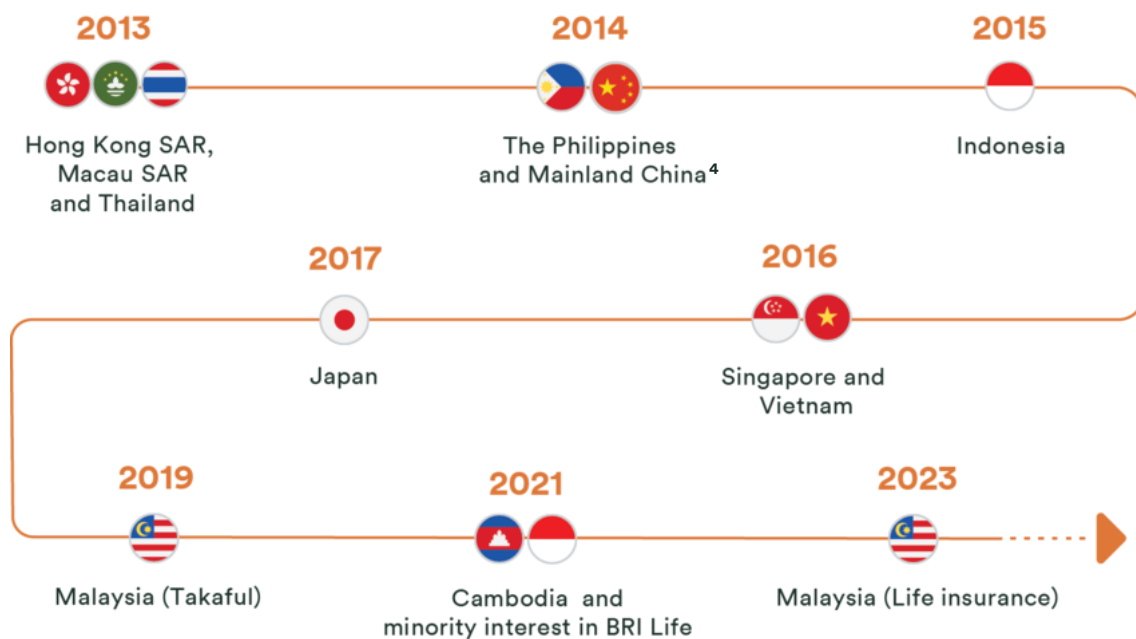 2013
Hong Kong SAR,
Macau SAR
and Thailand
2014
The Philippines
and Mainland China⁴
2015
Indonesia
2016
Singapore and
Vietnam
2017
Japan
2019
Malaysia (Takaful)
2021
Cambodia and
minority interest in BRI Life
2023
Malaysia (Life insurance)